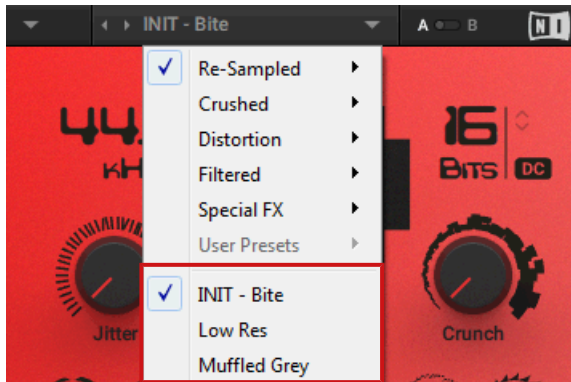 INIT - Bite
A B
NI
Re-Sampled
Crushed
Distortion
Filtered
Special FX
User Presets
INIT - Bite
Low Res
Muffled Grey
44.
kH
16
Bits DC
Jitter
Crunch